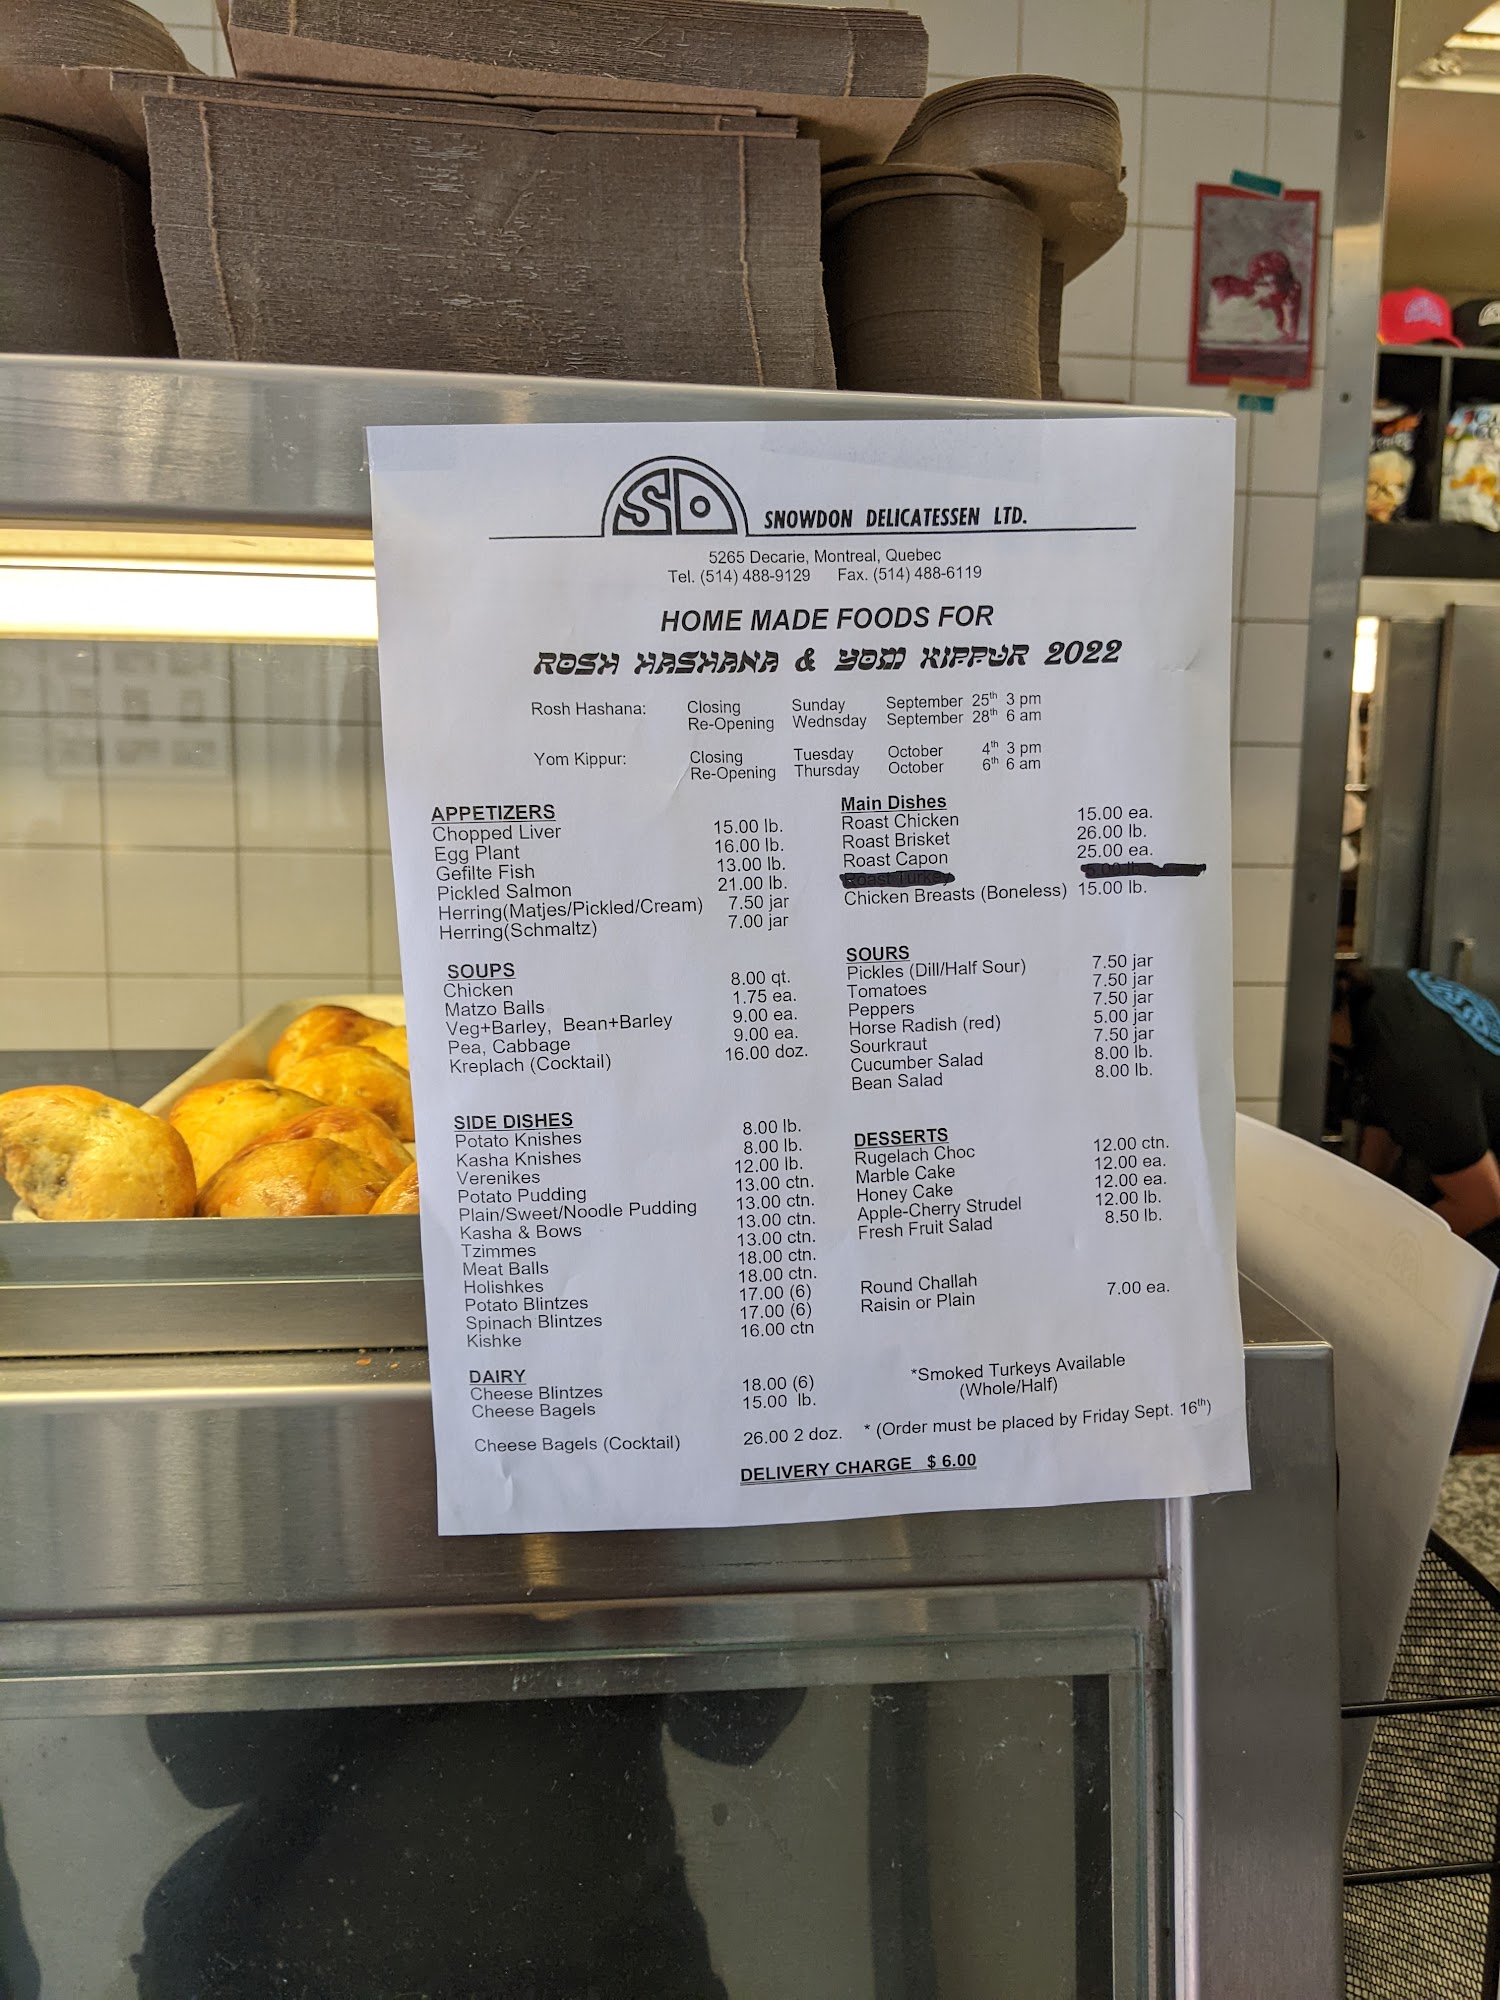 SD SNOWDON DELICATESSEN LTD.
5265 Decarie, Montreal, Quebec
Tel. (514) 488-9129 Fax. (514) 488-6119
HOME MADE FOODS FOR
ROSH HASHANA & YOM KIPPUR 2022
Rosh Hashana: Closing Sunday September 25th 3 pm
Re-Opening Wednsday September 28th 6 am
Yom Kippur: Closing Tuesday October 4th 3 pm
Re-Opening Thursday October 6th 6 am
APPETIZERS
Chopped Liver 15.00 lb.
Egg Plant 16.00 lb.
Gefilte Fish 13.00 lb.
Pickled Salmon 21.00 lb.
Herring(Matjes/Pickled/Cream) 7.50 jar
Herring(Schmaltz) 7.00 jar
SOUPS
Chicken 8.00 qt.
Matzo Balls 1.75 ea.
Veg+Barley, Bean+Barley 9.00 ea.
Pea, Cabbage 9.00 ea.
Kreplach (Cocktail) 16.00 doz.
SIDE DISHES
Potato Knishes 8.00 lb.
Kasha Knishes 8.00 lb.
Verenikes 12.00 lb.
Potato Pudding 13.00 ctn.
Plain/Sweet/Noodle Pudding 13.00 ctn.
Kasha & Bows 13.00 ctn.
Tzimmes 13.00 ctn.
Meat Balls 18.00 ctn.
Holishkes 18.00 ctn.
Potato Blintzes 17.00 (6)
Spinach Blintzes 17.00 (6)
Kishke 16.00 ctn
DAIRY
Cheese Blintzes 18.00 (6)
Cheese Bagels 15.00 lb.
Cheese Bagels (Cocktail) 26.00 2 doz.
Main Dishes
Roast Chicken 15.00 ea.
Roast Brisket 26.00 lb.
Roast Capon 25.00 ea.
Roast Turkey
Chicken Breasts (Boneless) 15.00 lb.
SOURS
Pickles (Dill/Half Sour) 7.50 jar
Tomatoes 7.50 jar
Peppers 7.50 jar
Horse Radish (red) 5.00 jar
Sourkraut 7.50 jar
Cucumber Salad 8.00 lb.
Bean Salad 8.00 lb.
DESSERTS
Rugelach Choc 12.00 ctn.
Marble Cake 12.00 ea.
Honey Cake 12.00 ea.
Apple-Cherry Strudel 12.00 lb.
Fresh Fruit Salad 8.50 lb.
Round Challah 7.00 ea.
Raisin or Plain
*Smoked Turkeys Available
(Whole/Half)
* (Order must be placed by Friday Sept. 16th)
DELIVERY CHARGE $ 6.00